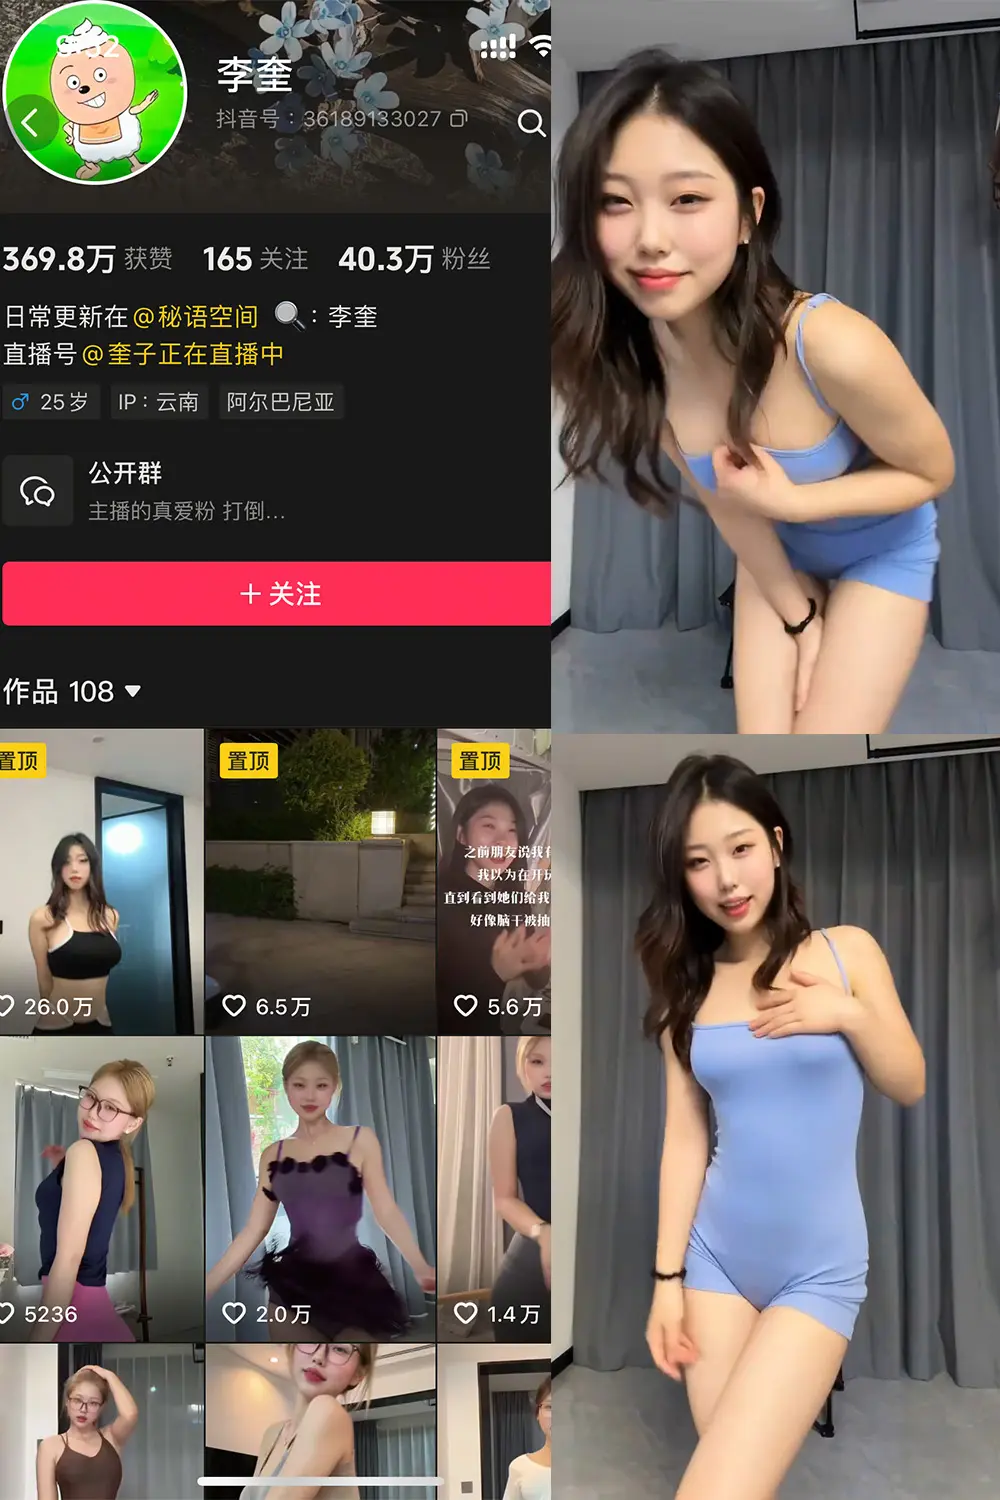 9:32
李奎
抖音号：36189133027
369.8万 获赞 165 关注 40.3万 粉丝
日常更新在@秘语空间 🔍：李奎
直播号@奎子正在直播中
♂ 25岁 IP：云南 阿尔巴尼亚
公开群
主播的真爱粉 打倒...
+ 关注
作品 108
置顶 置顶 置顶
之前朋友说我
我以为在开
直到看到她们给我
好像脑干被抽
26.0万 6.5万 5.6万
5236 2.0万 1.4万